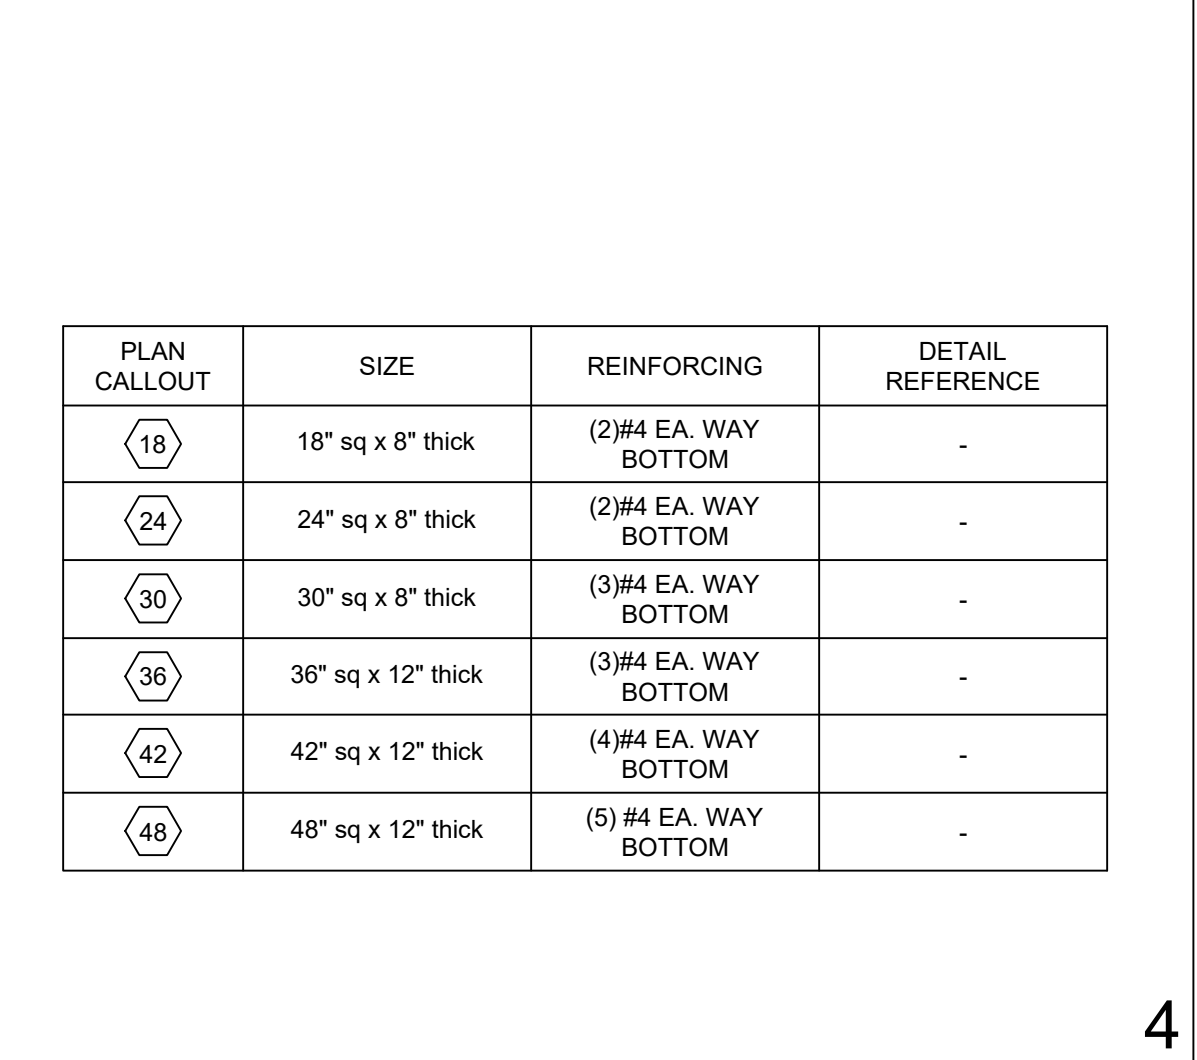 PLAN
CALLOUT
SIZE
REINFORCING
DETAIL
REFERENCE
18
18" sq x 8" thick
(2)#4 EA. WAY
BOTTOM
-
24
24" sq x 8" thick
(2)#4 EA. WAY
BOTTOM
-
30
30" sq x 8" thick
(3)#4 EA. WAY
BOTTOM
-
36
36" sq x 12" thick
(3)#4 EA. WAY
BOTTOM
-
42
42" sq x 12" thick
(4)#4 EA. WAY
BOTTOM
-
48
48" sq x 12" thick
(5) #4 EA. WAY
BOTTOM
-
4